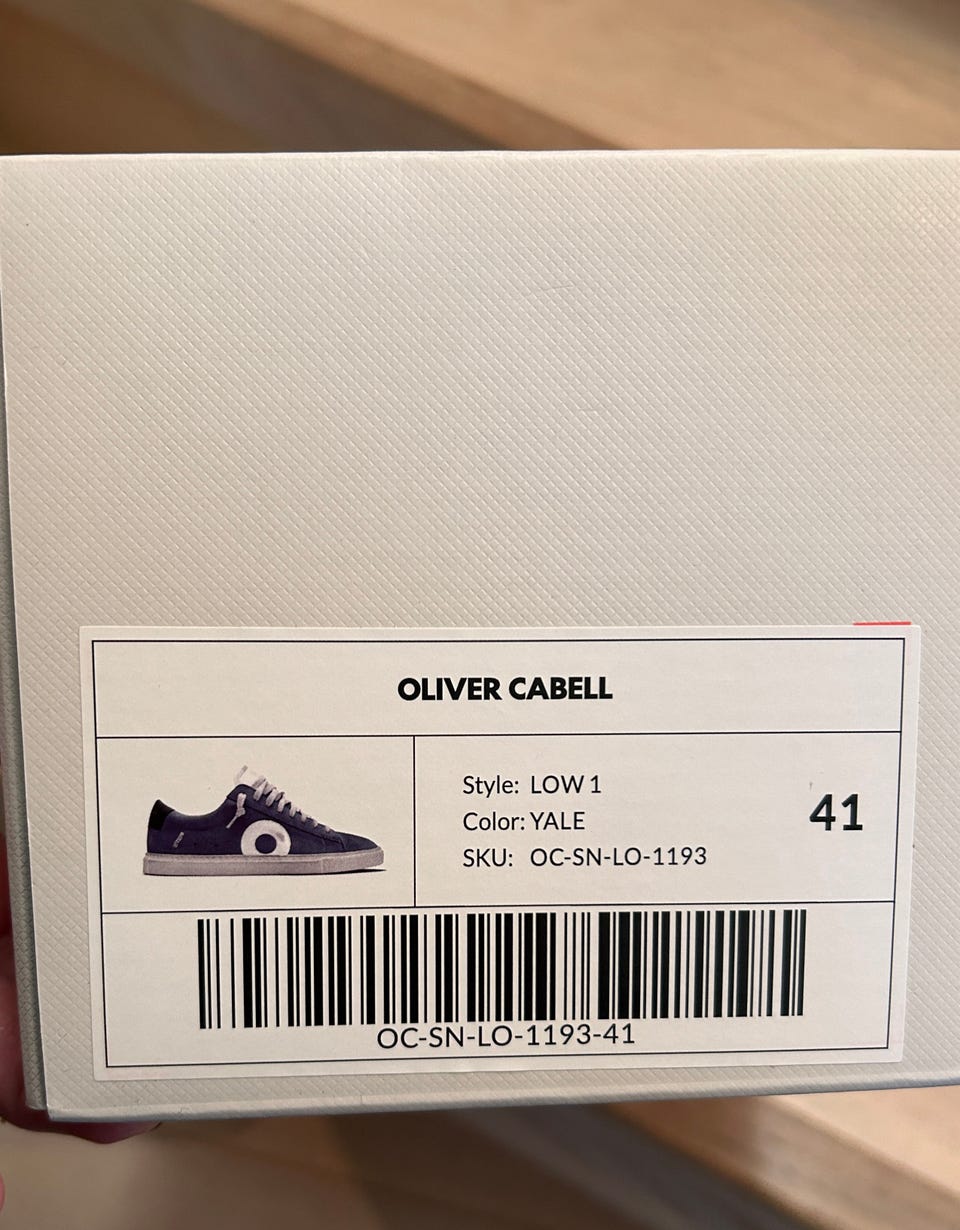 OLIVER CABELL
Style: LOW 1
Color: YALE
SKU: OC-SN-LO-1193
41
OC-SN-LO-1193-41